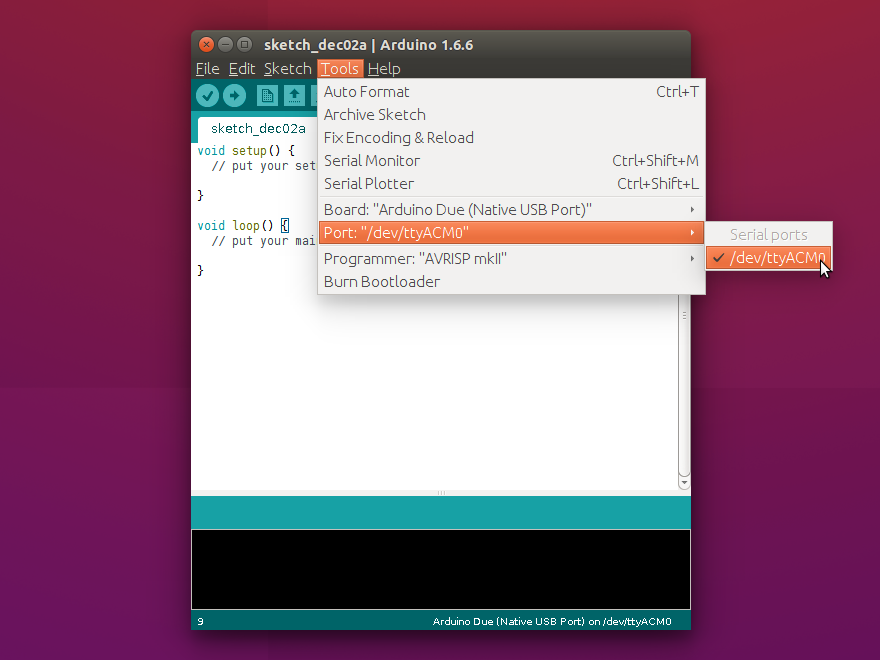 sketch_dec02a | Arduino 1.6.6
File Edit Sketch Tools Help
Auto Format Ctrl+T
Archive Sketch
Fix Encoding & Reload
Serial Monitor Ctrl+Shift+M
Serial Plotter Ctrl+Shift+L
Board: "Arduino Due (Native USB Port)"
Port: "/dev/ttyACM0"
Programmer: "AVRISP mkII"
Burn Bootloader
Serial ports
/dev/ttyACM0
sketch_dec02a
void setup() {
// put your set
}
void loop() {
// put your mai
}
9 Arduino Due (Native USB Port) on /dev/ttyACM0